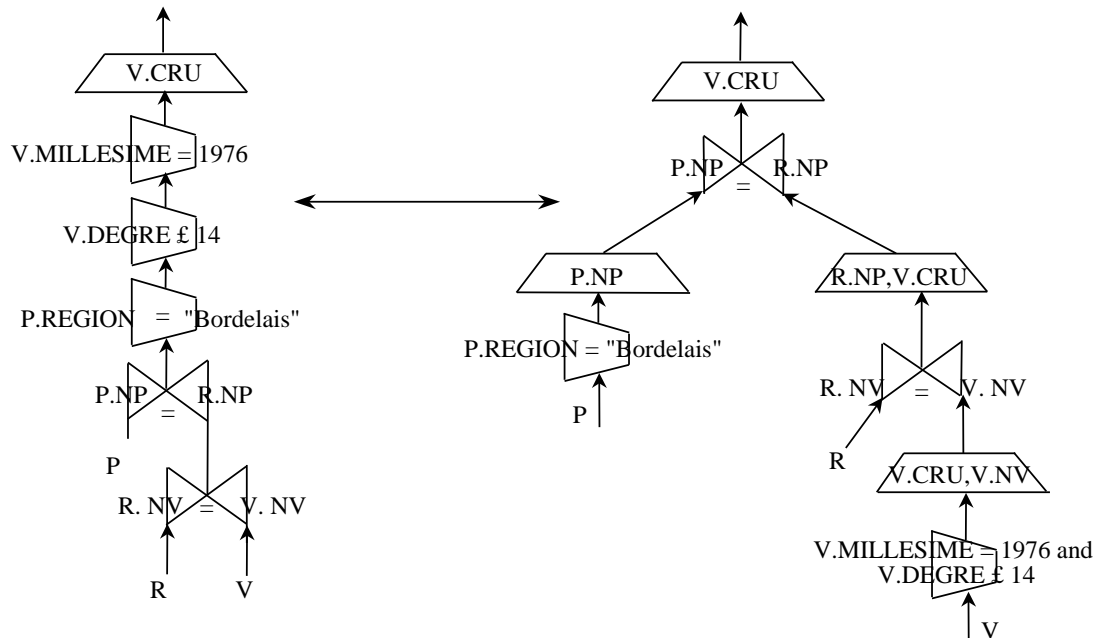 V.CRU
V.MILLESIME = 1976
V.DEGRE £ 14
P.REGION = "Bordelais"
P.NP = R.NP
P
R. NV = V. NV
R V
V.CRU
P.NP = R.NP
P.NP
P.REGION = "Bordelais"
P
R.NP,V.CRU
R. NV = V. NV
R
V.CRU,V.NV
V.MILLESIME = 1976 and
V.DEGRE £ 14
V